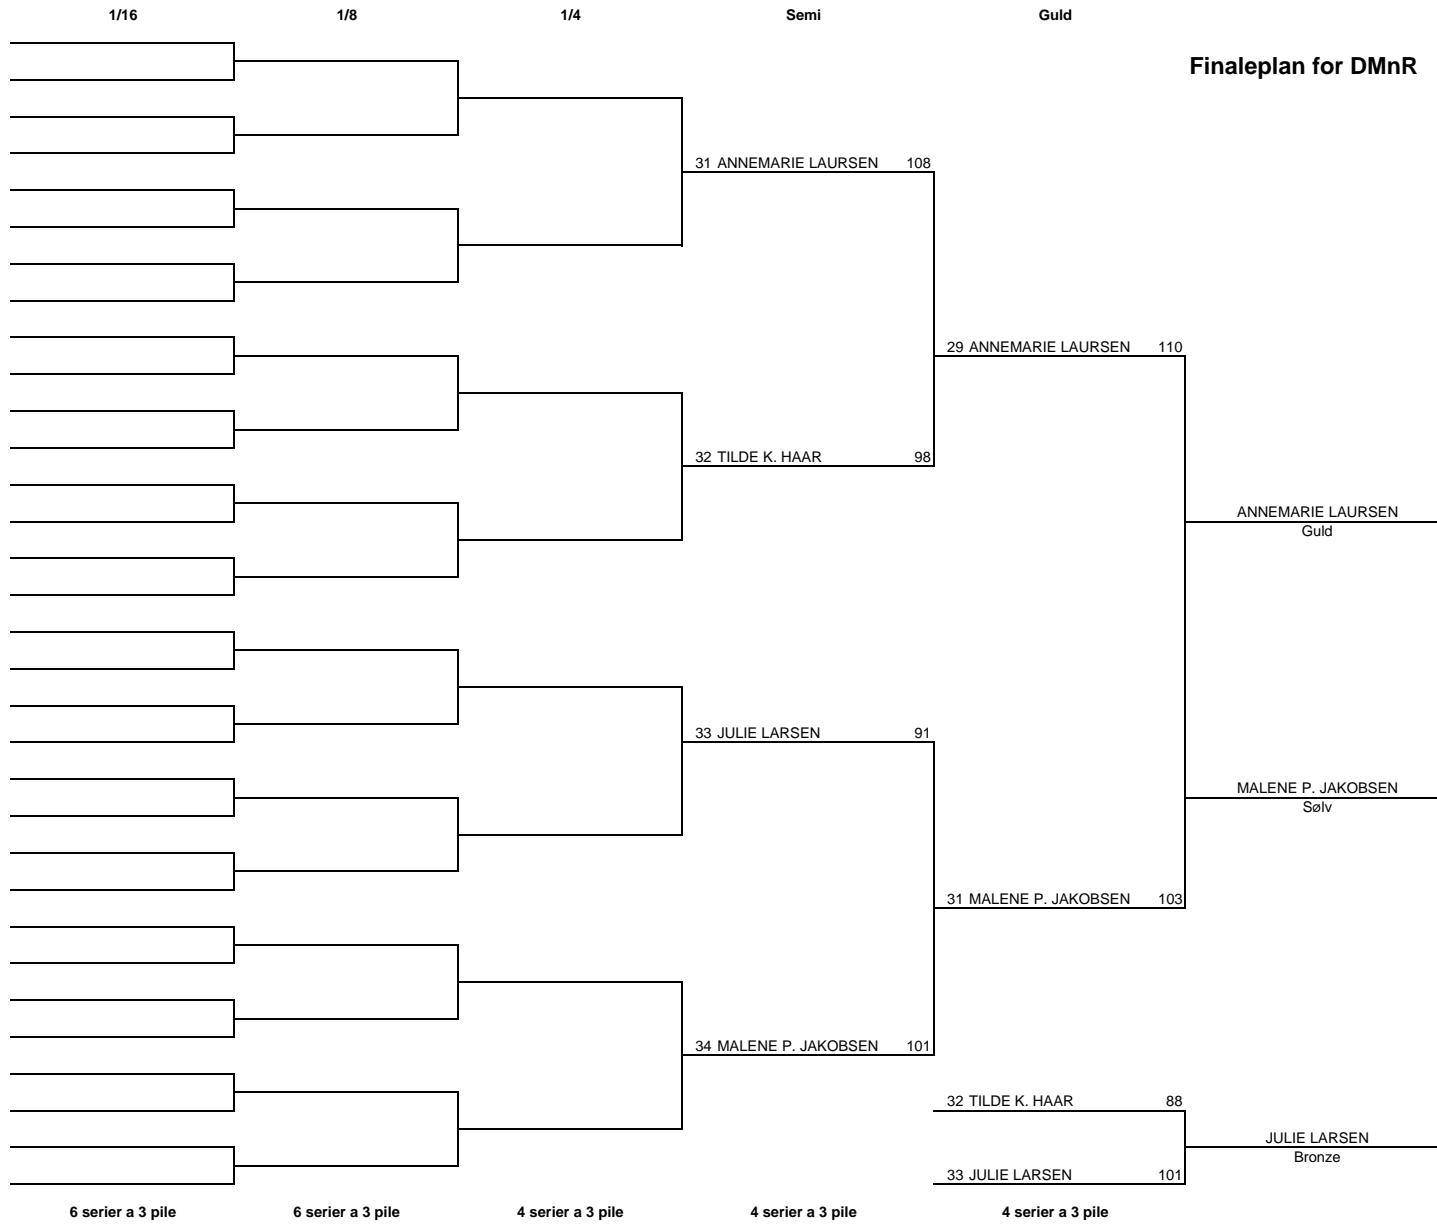 1/16 1/8 1/4 Semi Guld
Finaleplan for DMnR
31 ANNEMARIE LAURSEN 108
29 ANNEMARIE LAURSEN 110
32 TILDE K. HAAR 98
ANNEMARIE LAURSEN
Guld
33 JULIE LARSEN 91
MALENE P. JAKOBSEN
Sølv
31 MALENE P. JAKOBSEN 103
34 MALENE P. JAKOBSEN 101
32 TILDE K. HAAR 88
JULIE LARSEN
Bronze
33 JULIE LARSEN 101
6 serier a 3 pile 6 serier a 3 pile 4 serier a 3 pile 4 serier a 3 pile 4 serier a 3 pile